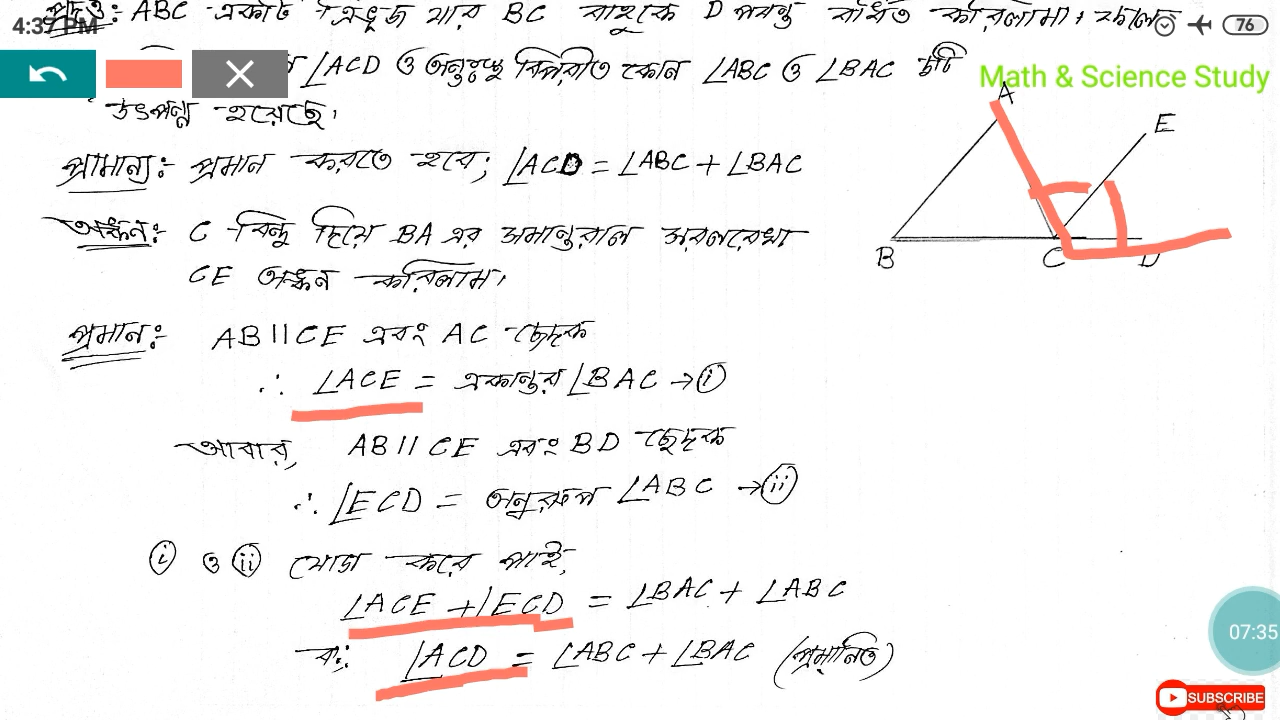 প্রদত্ত: ABC একটি ত্রিভূজ যার BC বাহুকে D পযন্ত বর্ধিত করিলাম। ফলে
4:37 PM
76
∠ACD ও অন্তঃস্থ বিপরীত কোন ∠ABC ও ∠BAC দুটি
Math & Science Study
উৎপন্ন হয়েছে।
প্রামান্য: প্রমান করতে হবে; ∠ACD = ∠ABC + ∠BAC
অঙ্কন: C বিন্দু দিয়ে BA এর সমান্তরাল সরলরেখা
CE অঙ্কন করিলাম।
A
E
B C D
প্রমান: AB || CE এবং AC ছেদক
∴ ∠ACE = একান্তর ∠BAC → (i)
আবার, AB || CE এবং BD ছেদক
∴ ∠ECD = অনুরূপ ∠ABC → (ii)
(i) ও (ii) যোগ করে পাই,
∠ACE + ∠ECD = ∠BAC + ∠ABC
বা; ∠ACD = ∠ABC + ∠BAC (প্রমানিত)
07:35
SUBSCRIBE